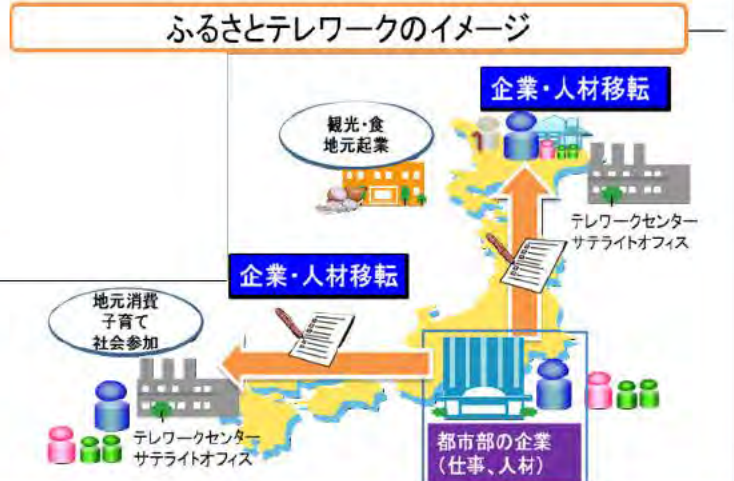 ふるさとテレワークのイメージ
企業・人材移転
観光・食
地元起業
テレワークセンター
サテライトオフィス
企業・人材移転
地元消費
子育て
社会参加
テレワークセンター
サテライトオフィス
都市部の企業
(仕事、人材)